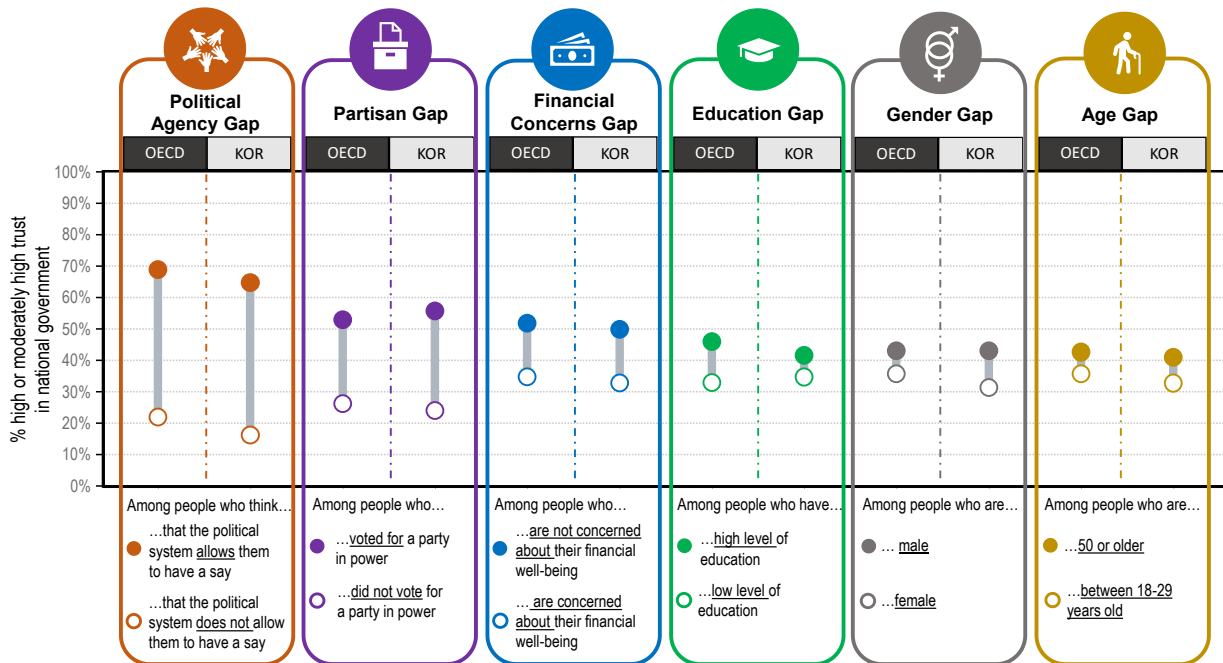 Political
Agency Gap
Partisan Gap
Financial
Concerns Gap
Education Gap
Gender Gap
Age Gap
OECD KOR OECD KOR OECD KOR OECD KOR OECD KOR OECD KOR
% high or moderately high trust
in national government
100%
90%
80%
70%
60%
50%
40%
30%
20%
10%
0%
Among people who think…
…that the political
system allows them
to have a say
…that the political
system does not allow
them to have a say
Among people who…
…voted for a party
in power
…did not vote for
a party in power
Among people who…
…are not concerned
about their financial
well-being
… are concerned
about their financial
well-being
Among people who have…
…high level of
education
…low level of
education
Among people who are…
… male
…female
Among people who are…
…50 or older
…between 18-29
years old